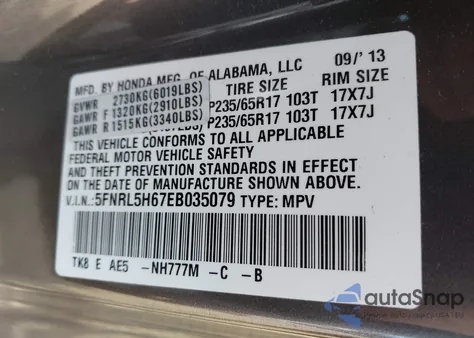 MFD. BY HONDA MFG. OF ALABAMA, LLC 09/'13
GVWR 2730KG(6019LBS) TIRE SIZE RIM SIZE
GAWR F 1320KG(2910LBS) P235/65R17 103T 17X7J
GAWR R 1515KG(3340LBS) P235/65R17 103T 17X7J
THIS VEHICLE CONFORMS TO ALL APPLICABLE
FEDERAL MOTOR VEHICLE SAFETY
AND THEFT PREVENTION STANDARDS IN EFFECT
ON THE DATE OF MANUFACTURE SHOWN ABOVE.
V.I.N.: 5FNRL5H67EB035079 TYPE: MPV
TK8 E AE5 -NH777M -C -B
autoSnap